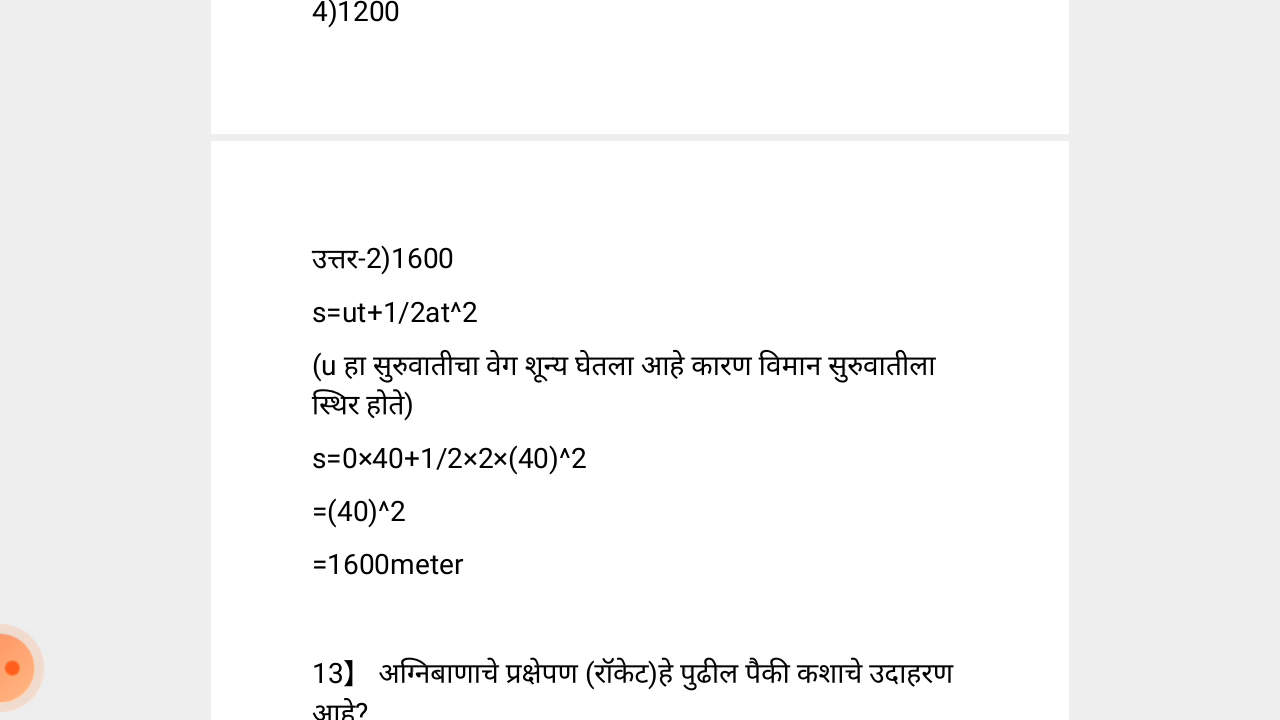 4)1200
उत्तर-2)1600
s=ut+1/2at^2
(u हा सुरुवातीचा वेग शून्य घेतला आहे कारण विमान सुरुवातीला
स्थिर होते)
s=0×40+1/2×2×(40)^2
=(40)^2
=1600meter
13】 अग्निबाणाचे प्रक्षेपण (रॉकेट)हे पुढील पैकी कशाचे उदाहरण
आहे?